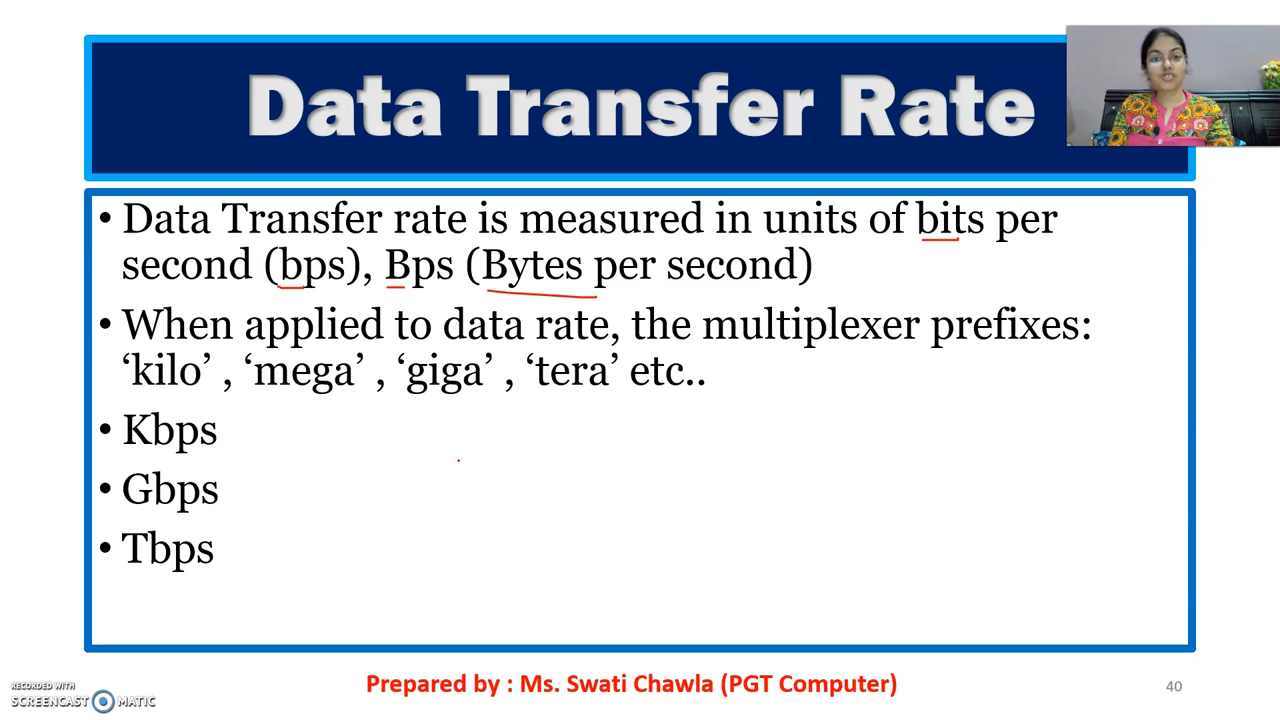 Data Transfer Rate
• Data Transfer rate is measured in units of bits per
second (bps), Bps (Bytes per second)
• When applied to data rate, the multiplexer prefixes:
‘kilo’ , ‘mega’ , ‘giga’ , ‘tera’ etc..
• Kbps
• Gbps
• Tbps
Prepared by : Ms. Swati Chawla (PGT Computer)
40
RECORDED WITH
SCREENCAST MATIC